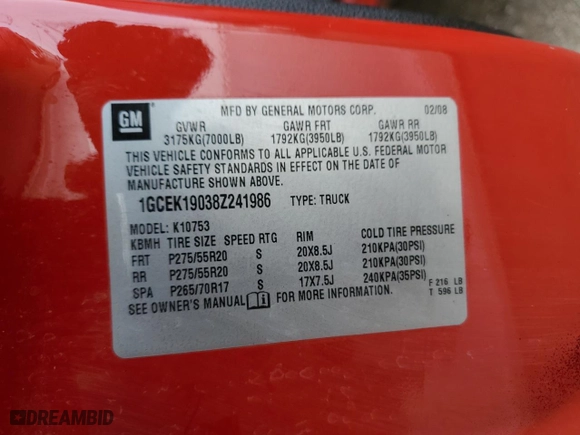 GM
MFD BY GENERAL MOTORS CORP. 02/08
GVWR GAWR FRT GAWR RR
3175KG(7000LB) 1792KG(3950LB) 1792KG(3950LB)
THIS VEHICLE CONFORMS TO ALL APPLICABLE U.S. FEDERAL MOTOR
VEHICLE SAFETY STANDARDS IN EFFECT ON THE DATE OF
MANUFACTURE SHOWN ABOVE.
1GCEK19038Z241986 TYPE: TRUCK
MODEL: K10753
KBMH TIRE SIZE SPEED RTG RIM COLD TIRE PRESSURE
FRT P275/55R20 S 20X8.5J 210KPA(30PSI)
RR P275/55R20 S 20X8.5J 210KPA(30PSI)
SPA P265/70R17 S 17X7.5J 240KPA(35PSI)
F 216 LB
T 596 LB
SEE OWNER'S MANUAL FOR MORE INFORMATION.
DREAMBID